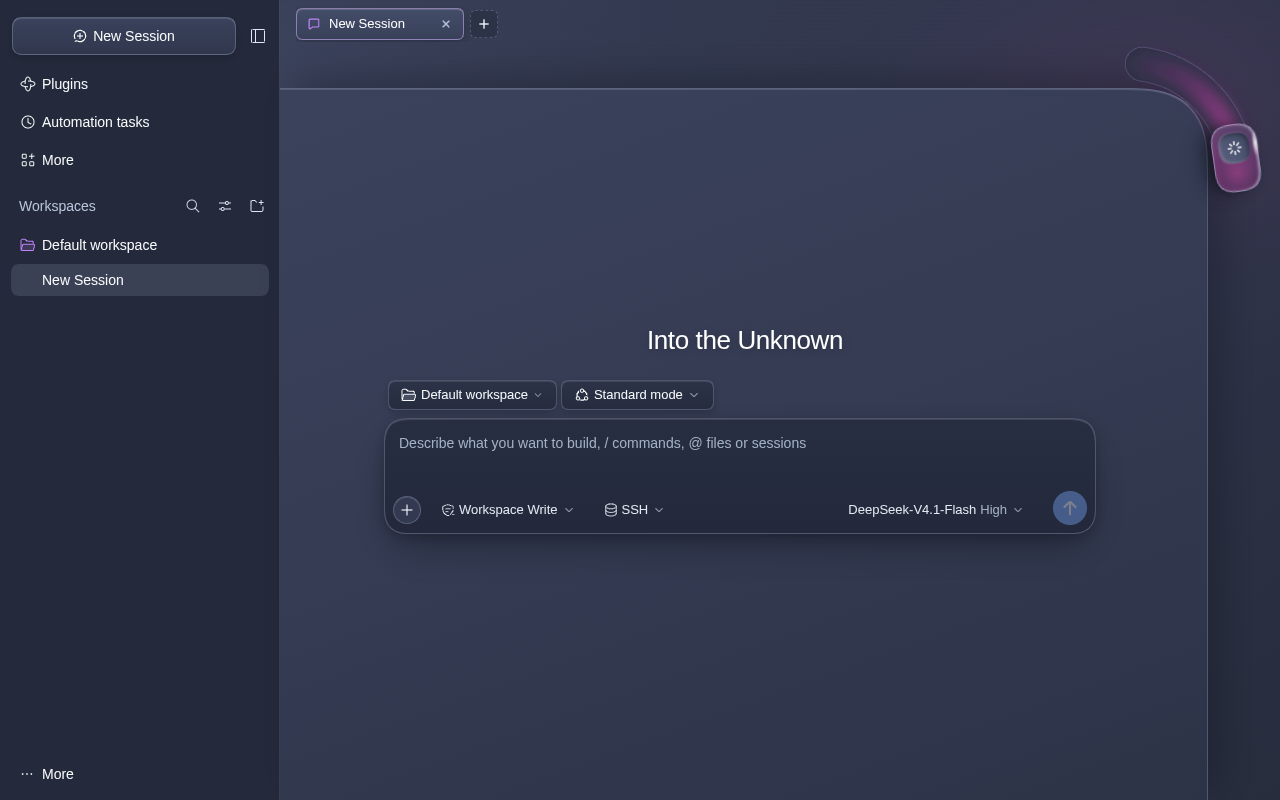 New Session
Plugins
Automation tasks
More
Workspaces
Default workspace
New Session
More
New Session
Into the Unknown
Default workspace
Standard mode
Describe what you want to build, / commands, @ files or sessions
Workspace Write
SSH
DeepSeek-V4.1-Flash High